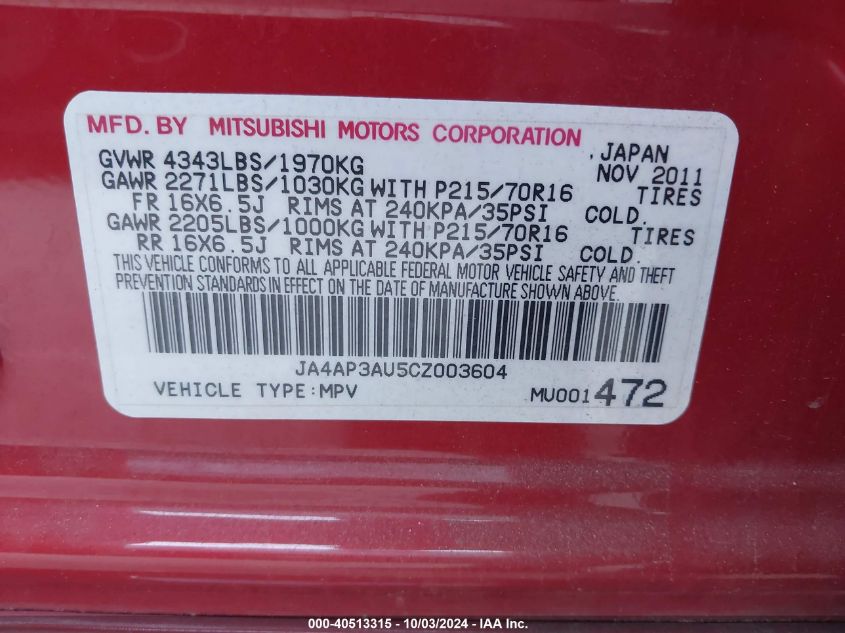 MFD. BY MITSUBISHI MOTORS CORPORATION
GVWR 4343LBS/1970KG , JAPAN NOV 2011
GAWR 2271LBS/1030KG WITH P215/70R16 TIRES
FR 16X6.5J RIMS AT 240KPA/35PSI COLD.
GAWR 2205LBS/1000KG WITH P215/70R16 TIRES
RR 16X6.5J RIMS AT 240KPA/35PSI COLD.
THIS VEHICLE CONFORMS TO ALL APPLICABLE FEDERAL MOTOR VEHICLE SAFETY AND THEFT
PREVENTION STANDARDS IN EFFECT ON THE DATE OF MANUFACTURE SHOWN ABOVE.
JA4AP3AU5CZ003604
VEHICLE TYPE:MPV MU001472
000-40513315 - 10/03/2024 - IAA Inc.